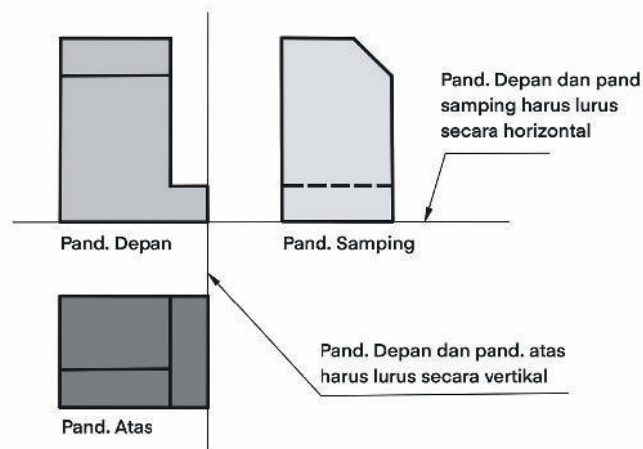 Pand. Depan dan pand
samping harus lurus
secara horizontal
Pand. Depan
Pand. Samping
Pand. Depan dan pand. atas
harus lurus secara vertikal
Pand. Atas